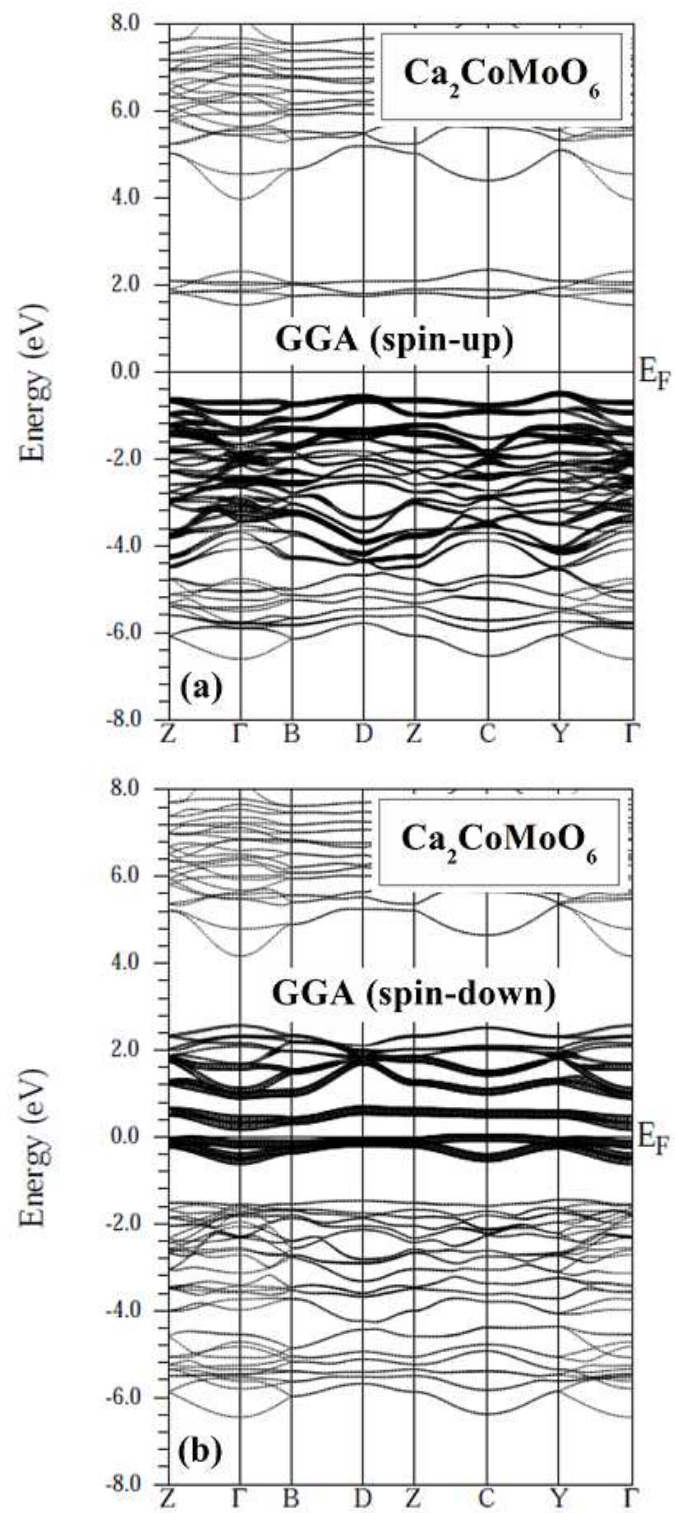 8.0
Ca2CoMoO6
6.0
4.0
2.0
GGA (spin-up)
0.0
EF
Energy (eV)
-2.0
-4.0
-6.0
(a)
-8.0
Z Γ B D Z C Y Γ
8.0
Ca2CoMoO6
6.0
4.0
GGA (spin-down)
2.0
0.0
EF
Energy (eV)
-2.0
-4.0
-6.0
(b)
-8.0
Z Γ B D Z C Y Γ